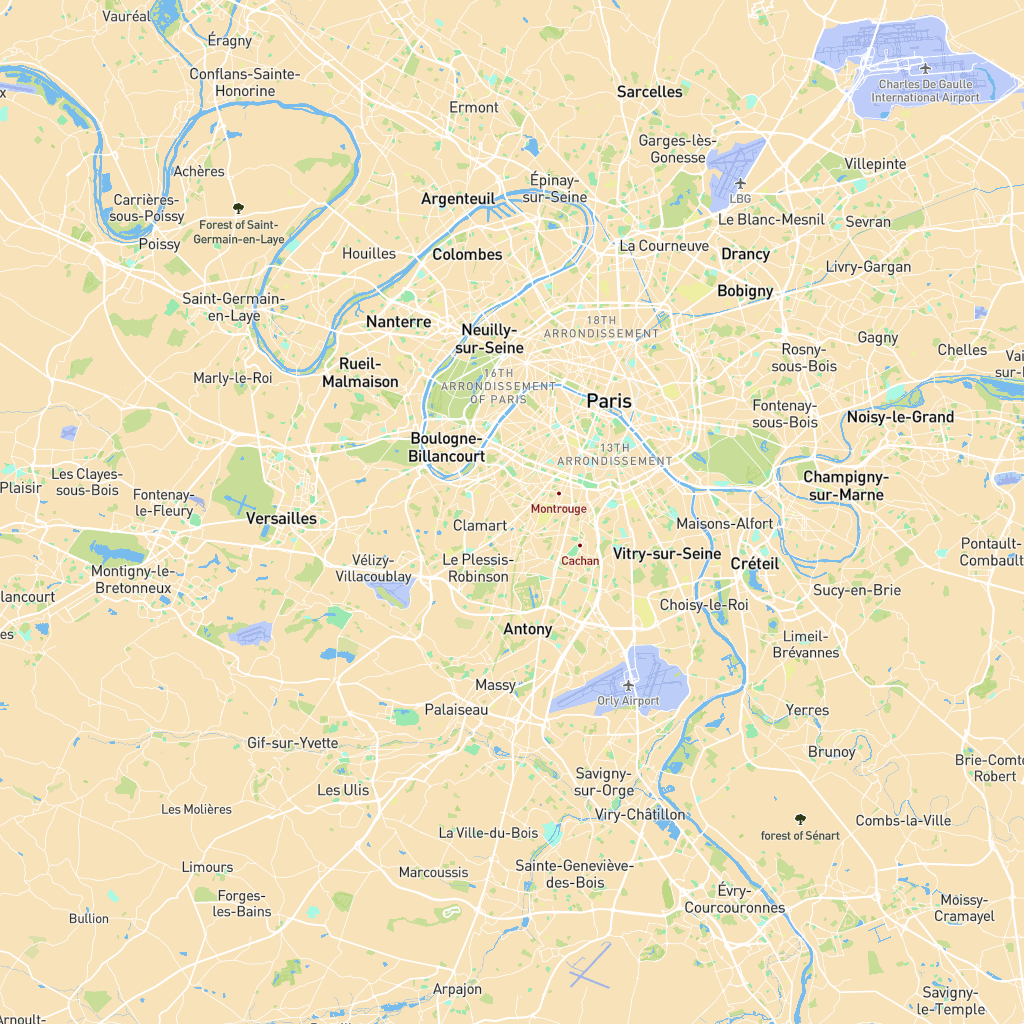 Vauréal
Éragny
Conflans-Sainte-
Honorine
x
Ermont
Sarcelles
Charles De Gaulle
International Airport
Garges-lès-
Gonesse
Villepinte
Achères
Épinay-
sur-Seine
LBG
Carrières-
sous-Poissy
Argenteuil
Le Blanc-Mesnil
Sevran
Forest of Saint-
Germain-en-Laye
Poissy
La Courneuve
Houilles
Colombes
Drancy
Livry-Gargan
Bobigny
Saint-Germain-
en-Laye
Nanterre
Neuilly-
sur-Seine
18TH
ARRONDISSEMENT
Gagny
Chelles
Rosny-
sous-Bois
Vai
sur-
Rueil-
Malmaison
Marly-le-Roi
16TH
ARRONDISSEMENT
OF PARIS
Paris
Fontenay-
sous-Bois
Noisy-le-Grand
Boulogne-
Billancourt
13TH
ARRONDISSEMENT
Les Clayes-
sous-Bois
Plaisir
Champigny-
sur-Marne
Fontenay-
le-Fleury
Montrouge
Versailles
Clamart
Maisons-Alfort
Pontault-
Combault
Vitry-sur-Seine
Cachan
Créteil
Le Plessis-
Robinson
Vélizy-
Villacoublay
Montigny-le-
Bretonneux
lancourt
Sucy-en-Brie
Choisy-le-Roi
es
Antony
Limeil-
Brévannes
Massy
Orly Airport
Palaiseau
Yerres
Gif-sur-Yvette
Brunoy
Brie-Comte
Robert
Savigny-
sur-Orge
Les Ulis
Les Molières
Viry-Châtillon
forest of Sénart
Combs-la-Ville
La Ville-du-Bois
Limours
Marcoussis
Sainte-Geneviève-
des-Bois
Forges-
les-Bains
Évry-
Courcouronnes
Moissy-
Cramayel
Bullion
Arpajon
Savigny-
le-Temple
Arnoult-